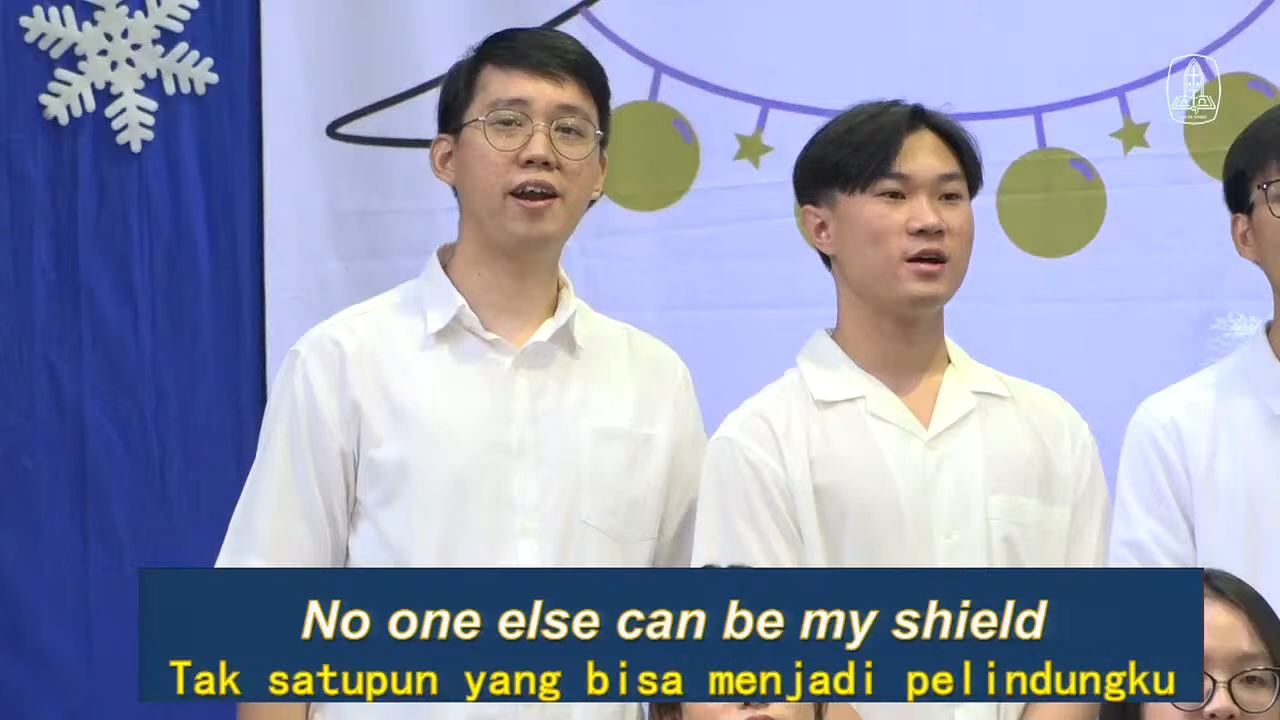 No one else can be my shield
Tak satupun yang bisa menjadi pelindungku